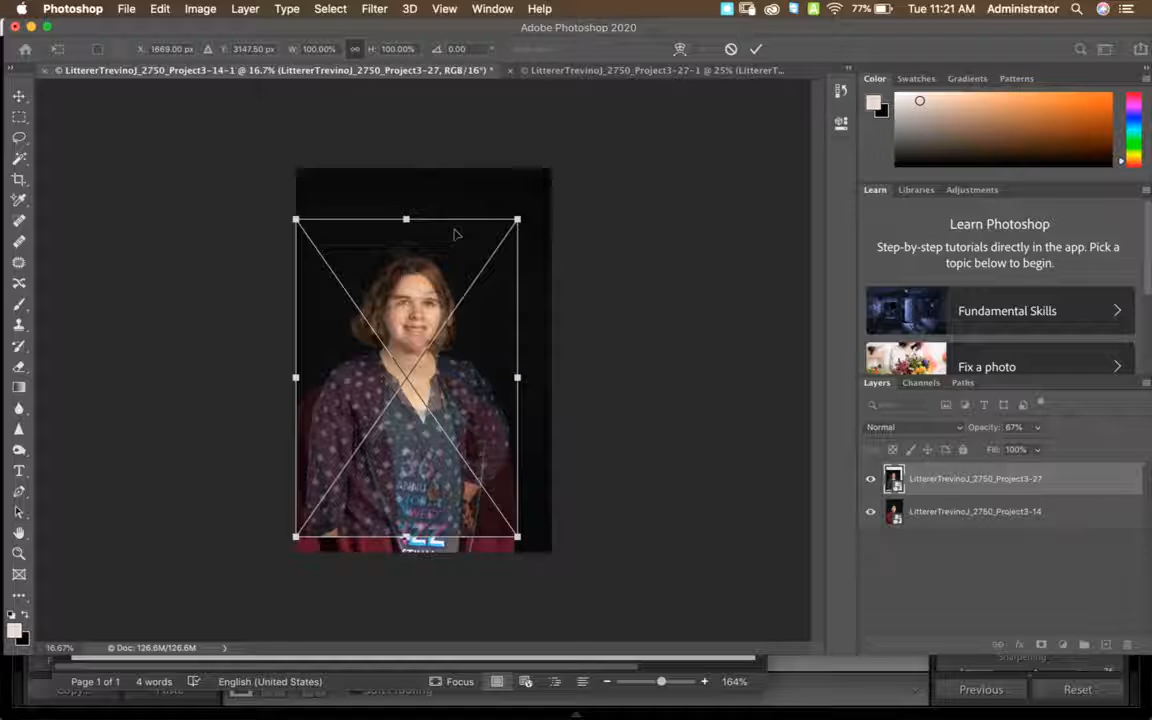 Photoshop File Edit Image Layer Type Select Filter 3D View Window Help 77% Tue 11:21 AM Administrator
Adobe Photoshop 2020
X: 1669.00 px Y: 3147.50 px W: 100.00% H: 100.00% 0.00
© LittererTrevinoJ_2750_Project3-14-1 @ 16.7% (LittererTrevinoJ_2750_Project3-27, RGB/16*) * © LittererTrevinoJ_2750_Project3-27-1 @ 25% (LittererT...
Color Swatches Gradients Patterns
Learn Libraries Adjustments
Learn Photoshop
Step-by-step tutorials directly in the app. Pick a
topic below to begin.
Fundamental Skills
Fix a photo
Layers Channels Paths
Normal Opacity: 67%
Fill: 100%
LittererTrevinoJ_2750_Project3-27
LittererTrevinoJ_2750_Project3-14
16.67% © Doc: 126.6M/126.6M
Page 1 of 1 4 words English (United States) Focus 164%
Previous Reset